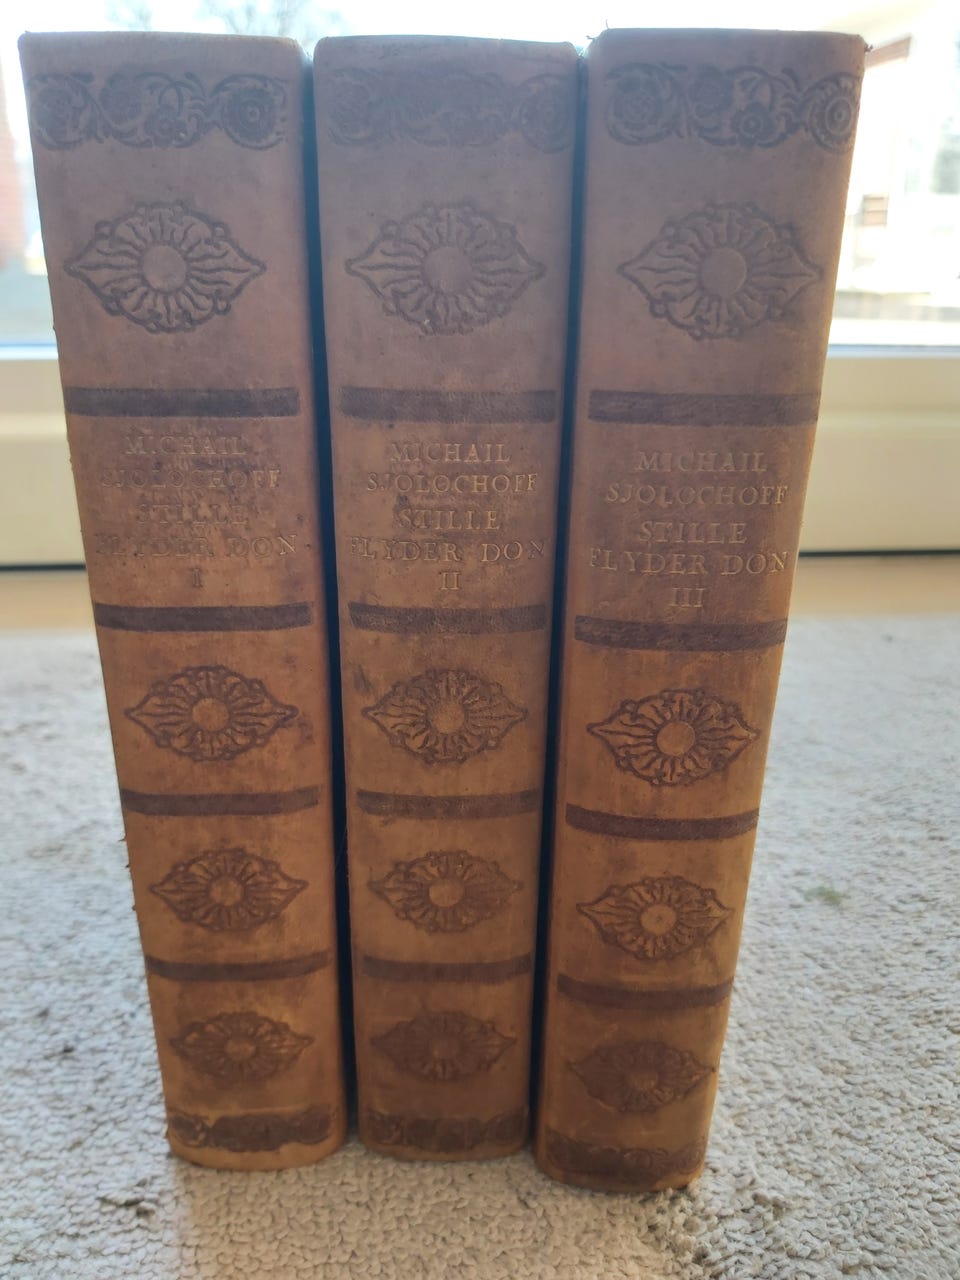 MICHAIL
SJOLOCHOFF
STILLE
FLYDER DON
I
MICHAIL
SJOLOCHOFF
STILLE
FLYDER DON
II
MICHAIL
SJOLOCHOFF
STILLE
FLYDER DON
III